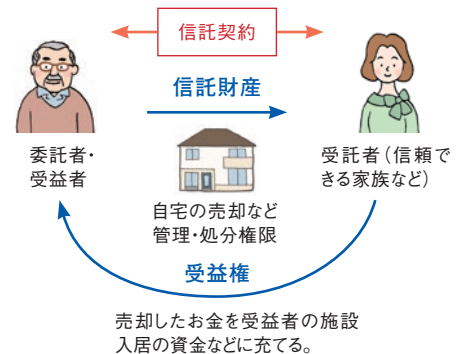 信託契約
信託財産
委託者・
受益者
受託者（信頼で
きる家族など）
自宅の売却など
管理・処分権限
受益権
売却したお金を受益者の施設
入居の資金などに充てる。